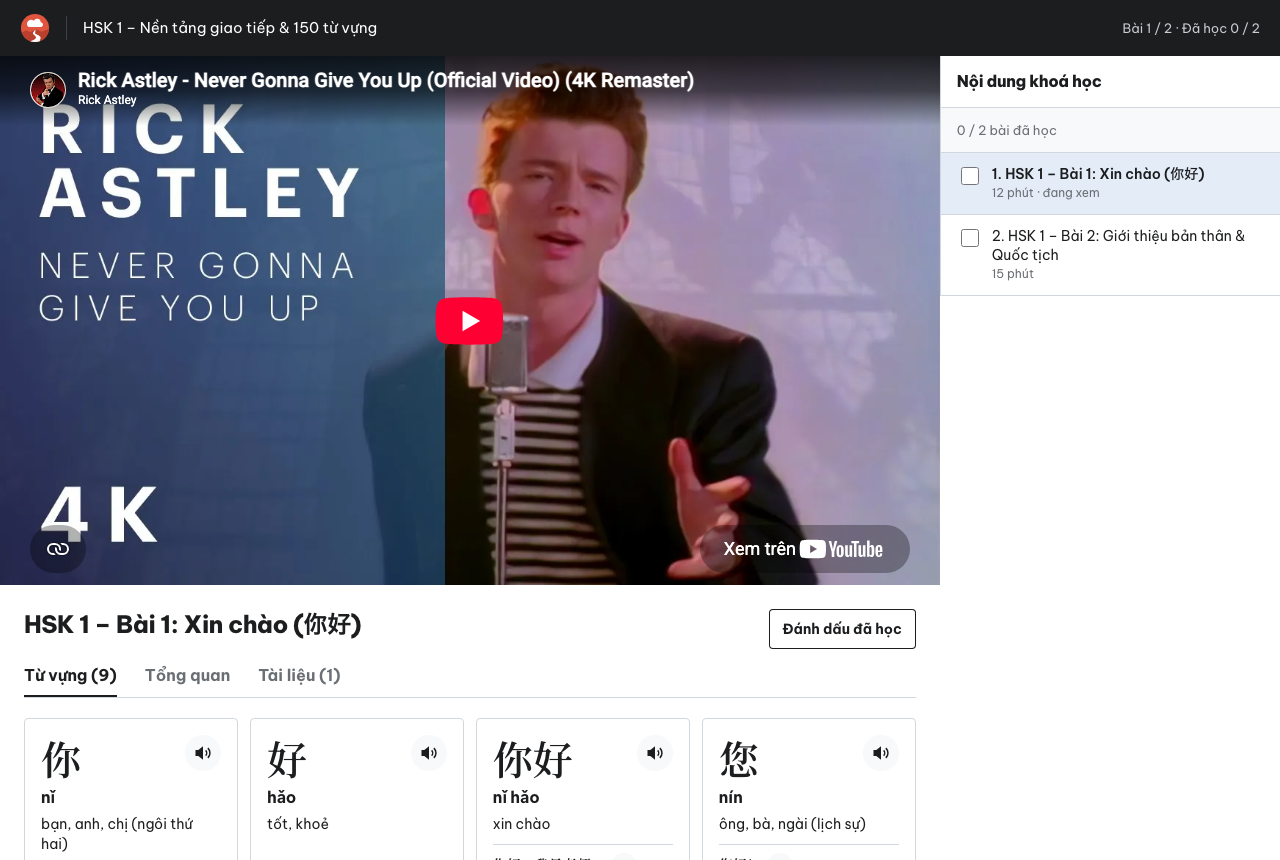 HSK 1 – Nền tảng giao tiếp & 150 từ vựng
Bài 1 / 2 · Đã học 0 / 2
Rick Astley - Never Gonna Give You Up (Official Video) (4K Remaster)
Rick Astley
RICK
ASTLEY
NEVER GONNA
GIVE YOU UP
4K
Xem trên YouTube
Nội dung khoá học
0 / 2 bài đã học
1. HSK 1 – Bài 1: Xin chào (你好)
12 phút · đang xem
2. HSK 1 – Bài 2: Giới thiệu bản thân &
Quốc tịch
15 phút
HSK 1 – Bài 1: Xin chào (你好)
Đánh dấu đã học
Từ vựng (9)
Tổng quan
Tài liệu (1)
你
nǐ
bạn, anh, chị (ngôi thứ
hai)
好
hǎo
tốt, khoẻ
你好
nǐ hǎo
xin chào
您
nín
ông, bà, ngài (lịch sự)